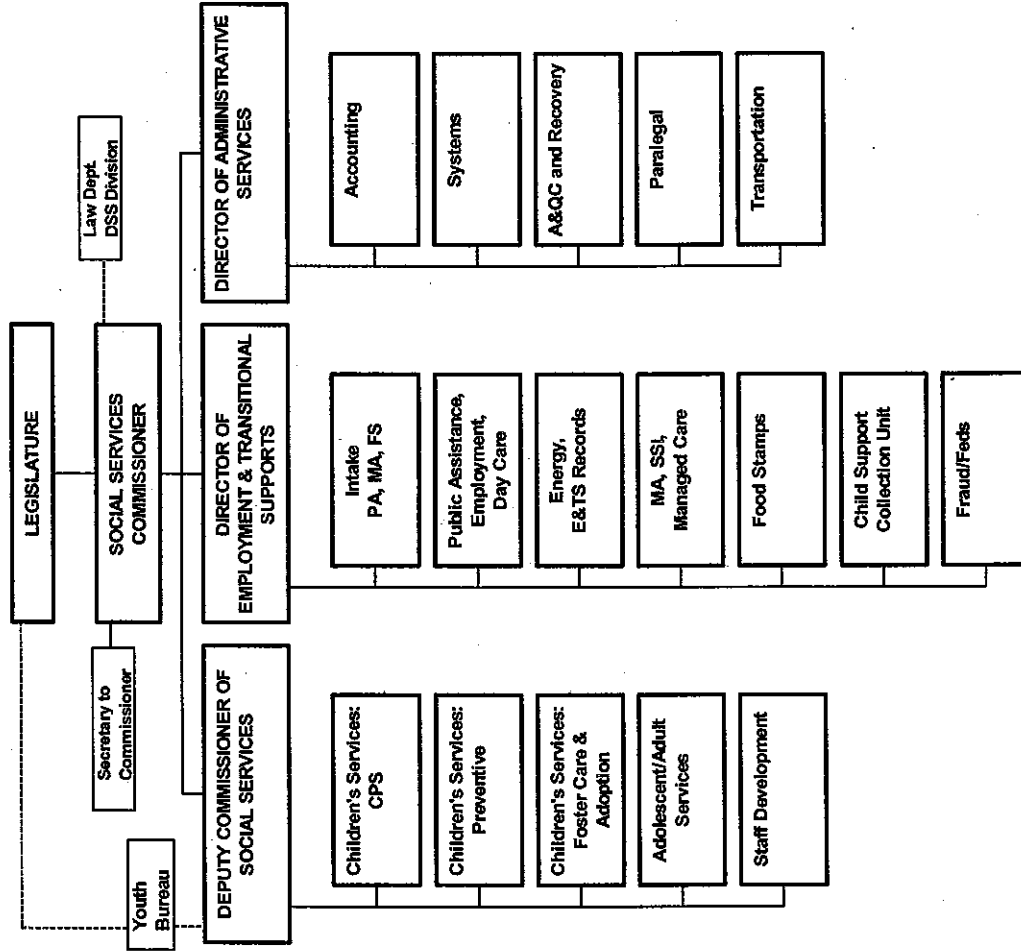 LEGISLATURE
Law Dept.
DSS Division
SOCIAL SERVICES
COMMISSIONER
Secretary to
Commissioner
Youth
Bureau
DEPUTY COMMISSIONER OF
SOCIAL SERVICES
Children's Services:
CPS
Children's Services:
Preventive
Children's Services:
Foster Care &
Adoption
Adolescent/Adult
Services
Staff Development
DIRECTOR OF
EMPLOYMENT & TRANSITIONAL
SUPPORTS
Intake
PA, MA, FS
Public Assistance,
Employment,
Day Care
Energy,
E&TS Records
MA, SSI,
Managed Care
Food Stamps
Child Support
Collection Unit
Fraud/Feds
DIRECTOR OF ADMINISTRATIVE
SERVICES
Accounting
Systems
A&QC and Recovery
Paralegal
Transportation